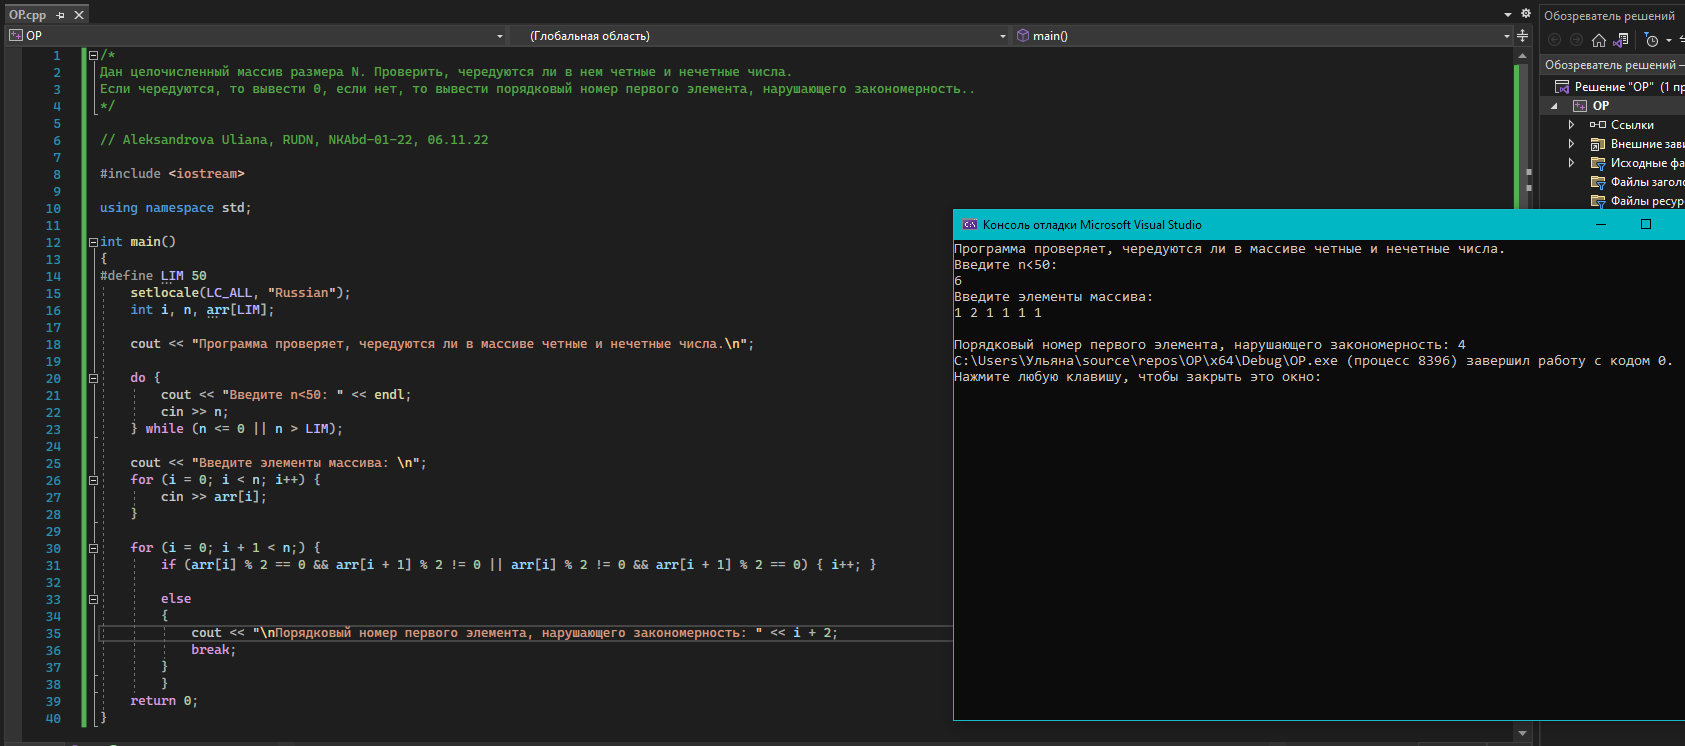 OP.cpp
OP
(Глобальная область)
main()
1 /*
2 Дан целочисленный массив размера N. Проверить, чередуются ли в нем четные и нечетные числа.
3 Если чередуются, то вывести 0, если нет, то вывести порядковый номер первого элемента, нарушающего закономерность..
4 */
5
6 // Aleksandrova Uliana, RUDN, NKAbd-01-22, 06.11.22
7
8 #include <iostream>
9
10 using namespace std;
11
12 int main()
13 {
14 #define LIM 50
15 setlocale(LC_ALL, "Russian");
16 int i, n, arr[LIM];
17
18 cout << "Программа проверяет, чередуются ли в массиве четные и нечетные числа.\n";
19
20 do {
21 cout << "Введите n<50: " << endl;
22 cin >> n;
23 } while (n <= 0 || n > LIM);
24
25 cout << "Введите элементы массива: \n";
26 for (i = 0; i < n; i++) {
27 cin >> arr[i];
28 }
29
30 for (i = 0; i + 1 < n;) {
31 if (arr[i] % 2 == 0 && arr[i + 1] % 2 != 0 || arr[i] % 2 != 0 && arr[i + 1] % 2 == 0) { i++; }
32
33 else
34 {
35 cout << "\nПорядковый номер первого элемента, нарушающего закономерность: " << i + 2;
36 break;
37 }
38 }
39 return 0;
40 }
Обозреватель решений
Обозреватель решений —
Решение "OP" (1 пр
OP
Ссылки
Внешние зави
Исходные фа
Файлы заголо
Файлы ресур
Консоль отладки Microsoft Visual Studio
Программа проверяет, чередуются ли в массиве четные и нечетные числа.
Введите n<50:
6
Введите элементы массива:
1 2 1 1 1 1
Порядковый номер первого элемента, нарушающего закономерность: 4
C:\Users\Ульяна\source\repos\OP\x64\Debug\OP.exe (процесс 8396) завершил работу с кодом 0.
Нажмите любую клавишу, чтобы закрыть это окно: